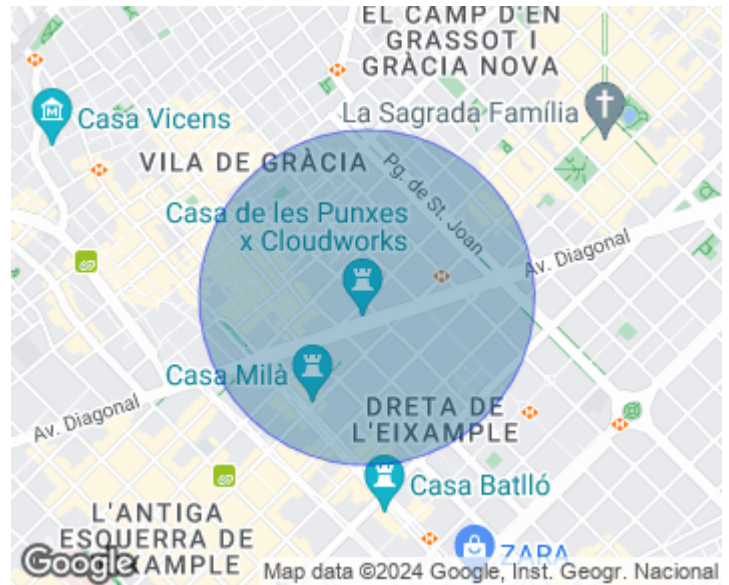 EL CAMP D'EN
GRASSOT I
GRÀCIA NOVA
Casa Vicens
La Sagrada Família
VILA DE GRÀCIA
Pg. de St. Joan
Casa de les Punxes
x Cloudworks
Av. Diagonal
Casa Milà
Av. Diagonal
DRETA DE
L'EIXAMPLE
Casa Batlló
L'ANTIGA
ESQUERRA DE
AMPLE
ZARA
Google
Map data ©2024 Google, Inst. Geogr. Nacional